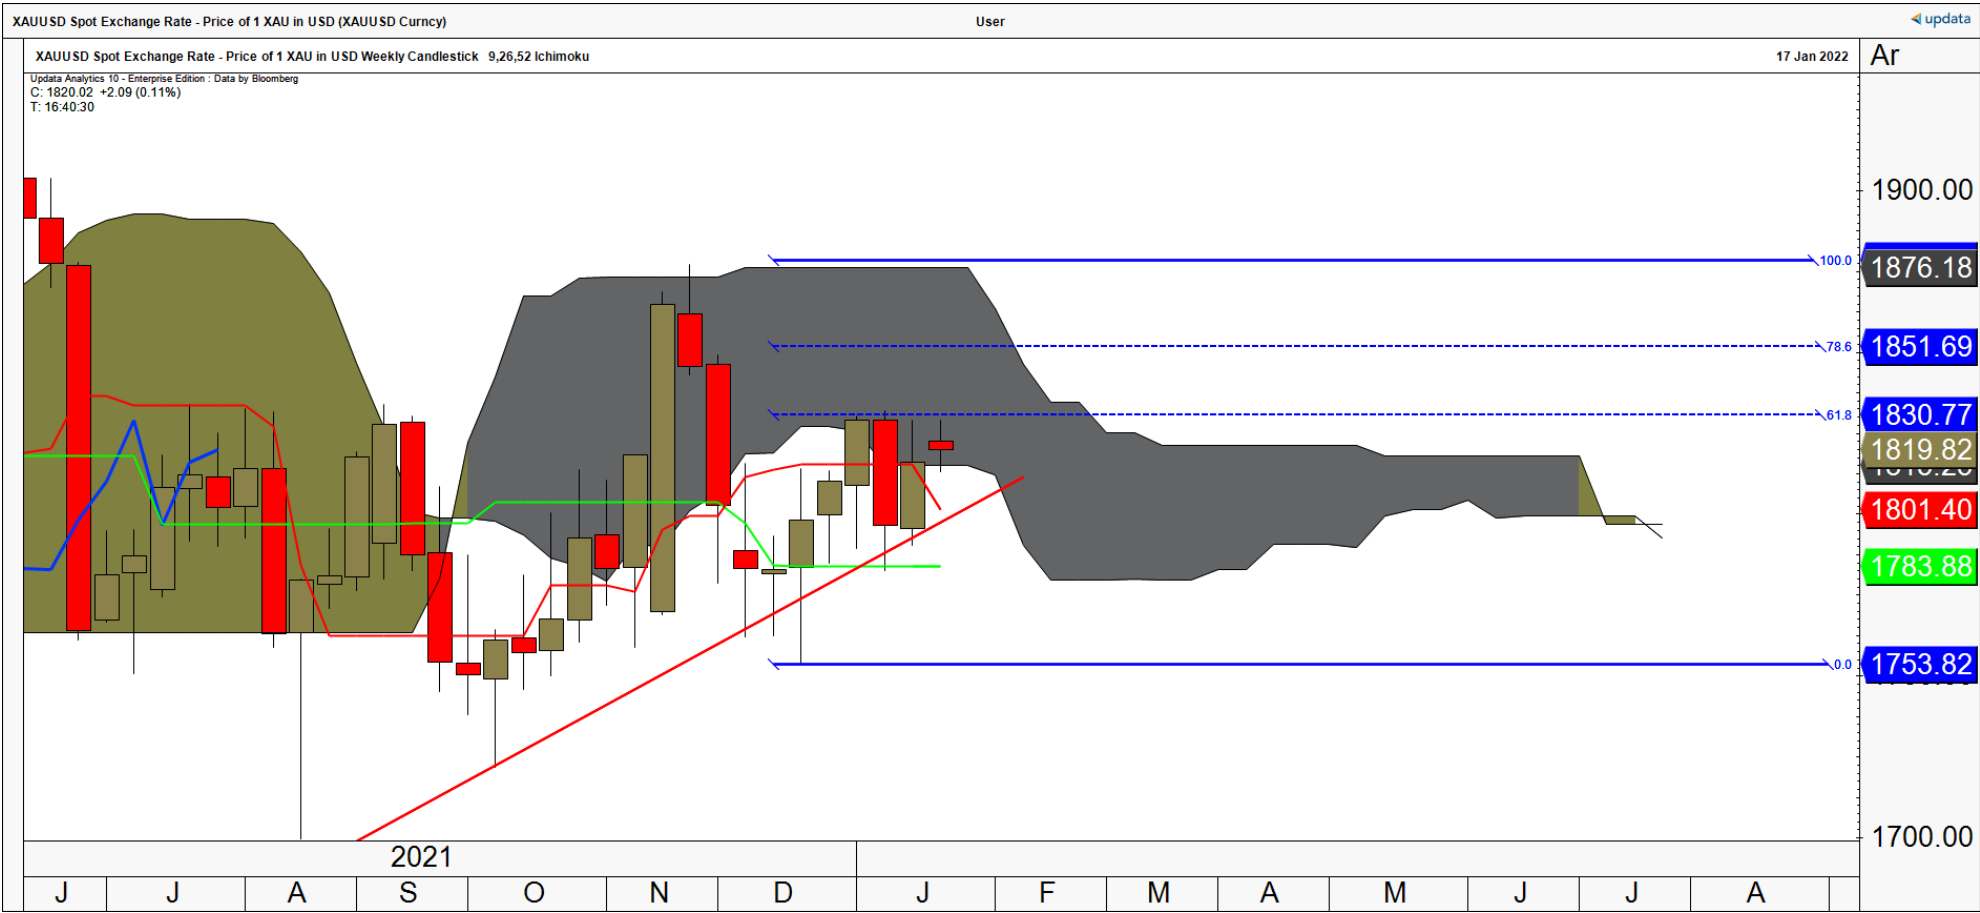 XAUUSD Spot Exchange Rate - Price of 1 XAU in USD (XAUUSD Curncy)
User
updata
XAUUSD Spot Exchange Rate - Price of 1 XAU in USD Weekly Candlestick 9,26,52 Ichimoku
17 Jan 2022
Ar
Updata Analytics 10 - Enterprise Edition : Data by Bloomberg
C: 1820.02 +2.09 (0.11%)
T: 16:40:30
1900.00
100.0
1876.18
78.6
1851.69
61.8
1830.77
1819.82
1801.40
1783.88
0.0
1753.82
1700.00
2021
J J A S O N D J F M A M J J A